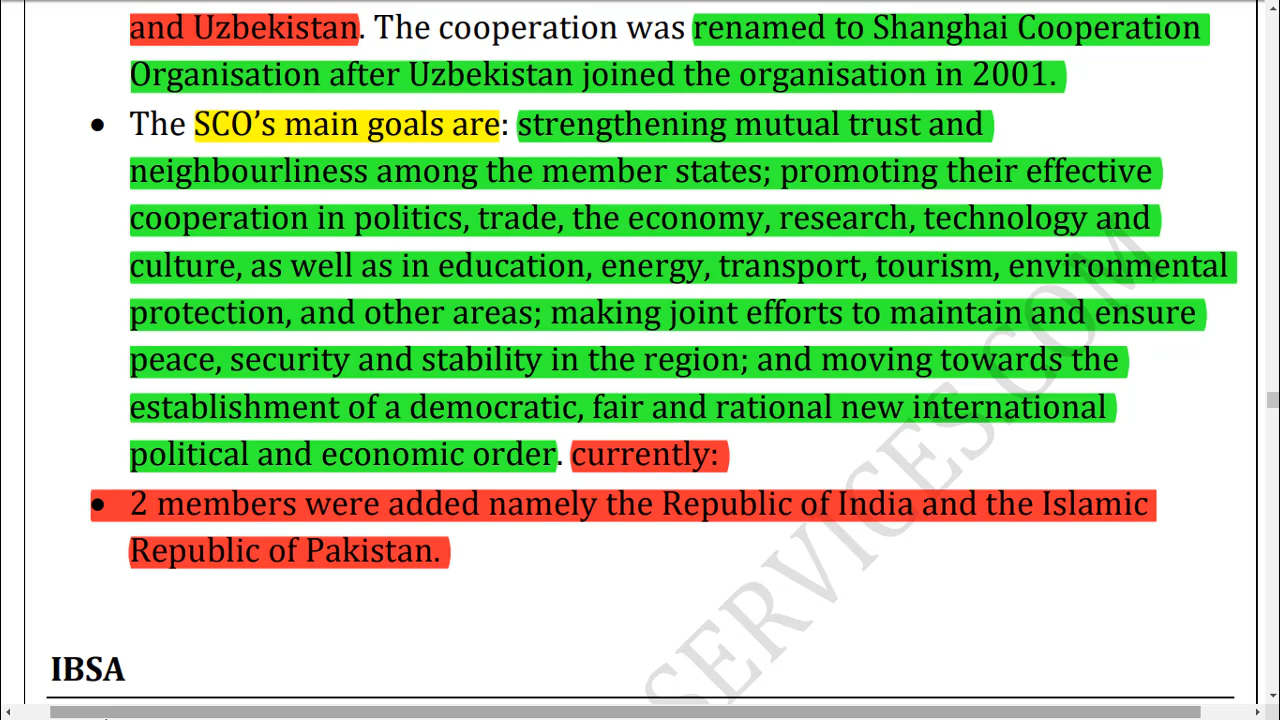 and Uzbekistan. The cooperation was renamed to Shanghai Cooperation
Organisation after Uzbekistan joined the organisation in 2001.
• The SCO’s main goals are: strengthening mutual trust and
neighbourliness among the member states; promoting their effective
cooperation in politics, trade, the economy, research, technology and
culture, as well as in education, energy, transport, tourism, environmental
protection, and other areas; making joint efforts to maintain and ensure
peace, security and stability in the region; and moving towards the
establishment of a democratic, fair and rational new international
political and economic order. currently:
• 2 members were added namely the Republic of India and the Islamic
Republic of Pakistan.
SERVICES.COM
IBSA